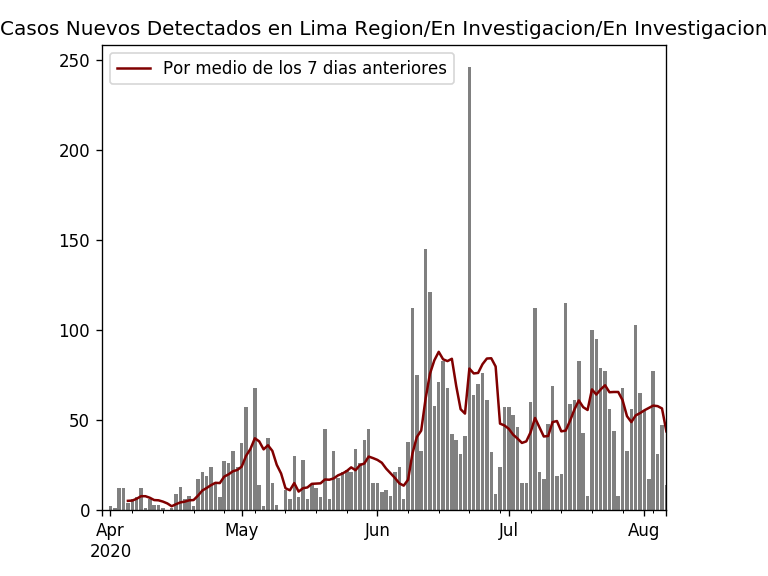 Casos Nuevos Detectados en Lima Region/En Investigacion/En Investigacion
Por medio de los 7 dias anteriores
250
200
150
100
50
0
Apr May Jun Jul Aug
2020